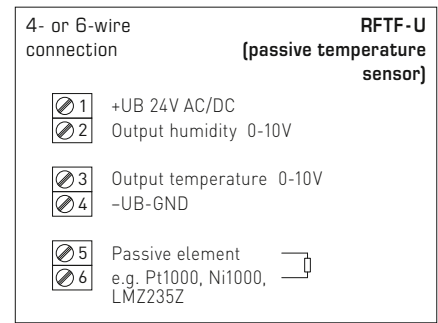 4- or 6-wire RFTF-U
connection (passive temperature
sensor)
1 +UB 24V AC/DC
2 Output humidity 0-10V
3 Output temperature 0-10V
4 –UB-GND
5 Passive element
6 e.g. Pt1000, Ni1000,
LMZ235Z